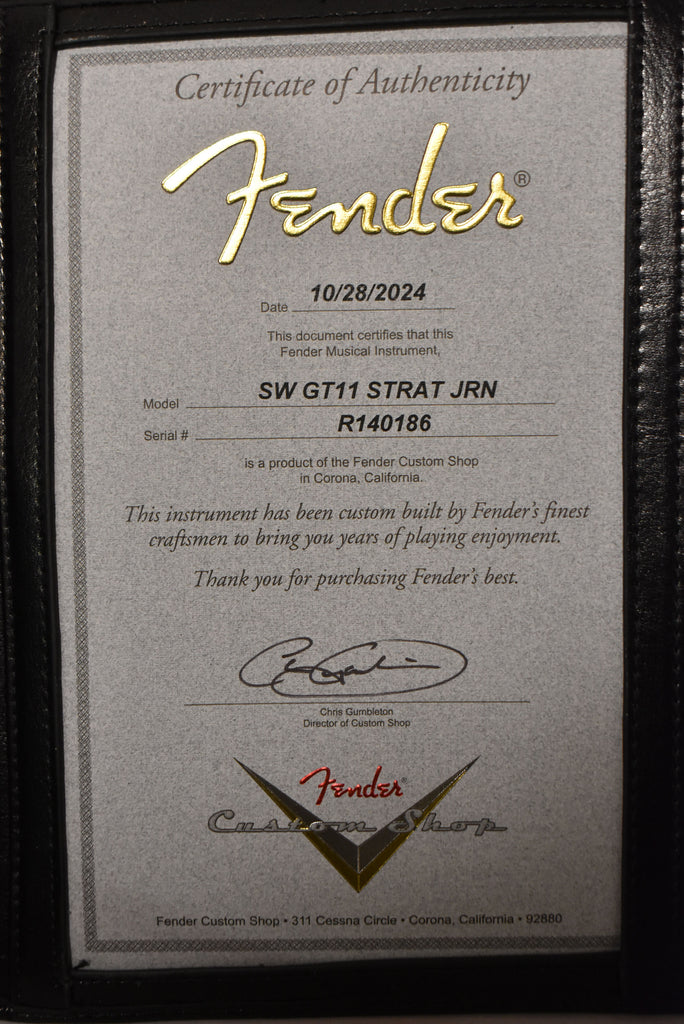 Certificate of Authenticity
Fender®
Date 10/28/2024
This document certifies that this
Fender Musical Instrument,
Model SW GT11 STRAT JRN
Serial # R140186
is a product of the Fender Custom Shop
in Corona, California.
This instrument has been custom built by Fender's finest
craftsmen to bring you years of playing enjoyment.
Thank you for purchasing Fender's best.
Chris Gumbleton
Director of Custom Shop
Fender®
Custom Shop
Fender Custom Shop • 311 Cessna Circle • Corona, California • 92880